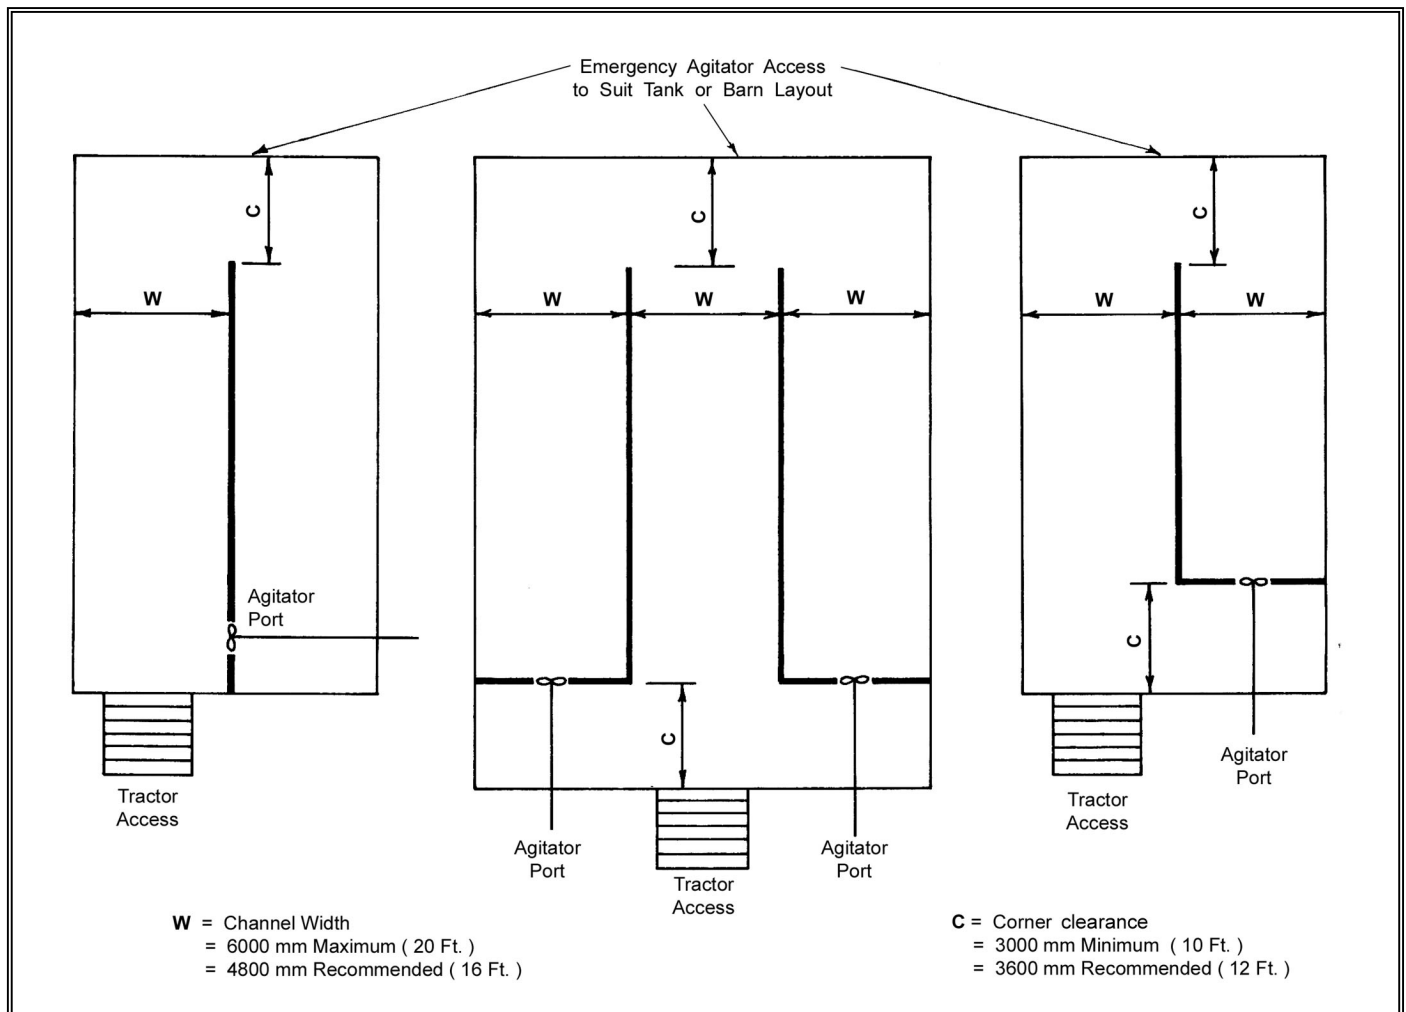 Emergency Agitator Access
to Suit Tank or Barn Layout
C
C
C
W
W
W
W
W
W
Agitator
Port
C
C
Agitator
Port
Tractor
Access
Tractor
Access
Agitator
Port
Agitator
Port
Tractor
Access
W = Channel Width
= 6000 mm Maximum ( 20 Ft. )
= 4800 mm Recommended ( 16 Ft. )
C = Corner clearance
= 3000 mm Minimum ( 10 Ft. )
= 3600 mm Recommended ( 12 Ft. )